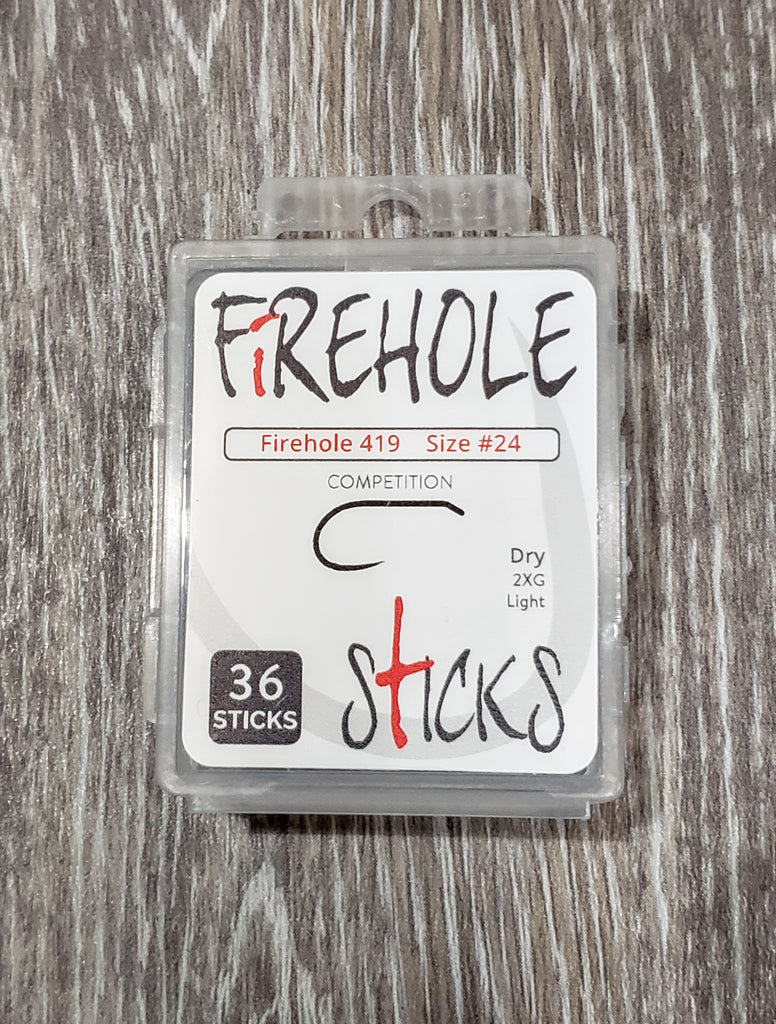 FiREHOLE
Firehole 419 Size #24
COMPETITION
Dry
2XG
Light
36
STICKS
StICKS